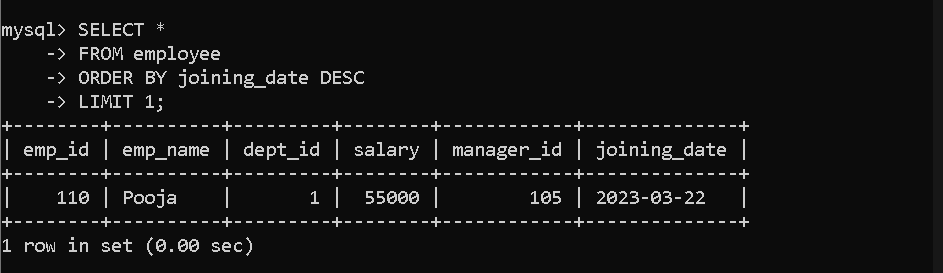 mysql> SELECT *
    -> FROM employee
    -> ORDER BY joining_date DESC
    -> LIMIT 1;
+--------+----------+---------+--------+------------+--------------+
| emp_id | emp_name | dept_id | salary | manager_id | joining_date |
+--------+----------+---------+--------+------------+--------------+
|    110 | Pooja    |       1 |  55000 |        105 | 2023-03-22   |
+--------+----------+---------+--------+------------+--------------+
1 row in set (0.00 sec)